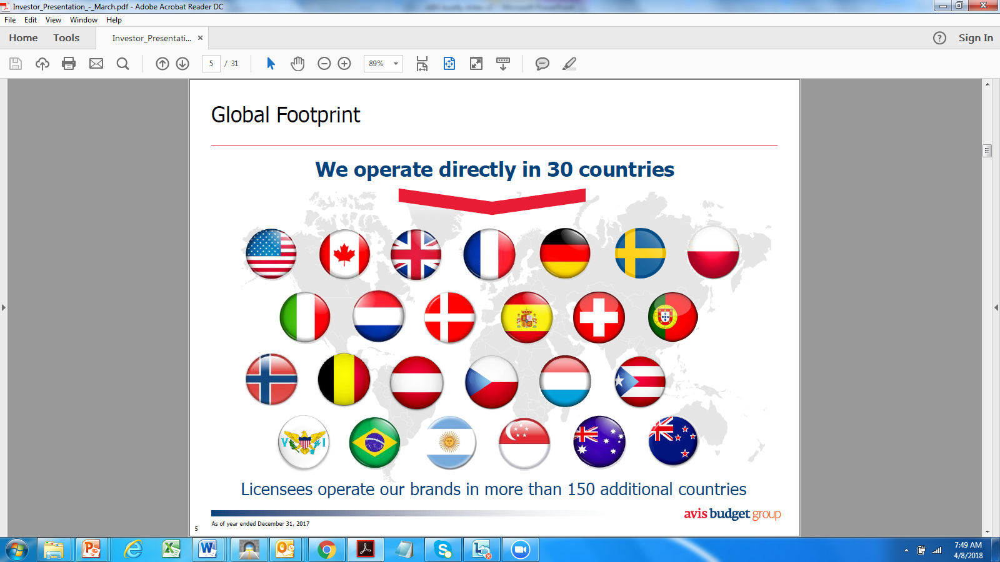 Investor_Presentation_-_March.pdf - Adobe Acrobat Reader DC
File Edit View Window Help
Home Tools Investor_Presentati... × ? Sign In
5 / 31 89%
Global Footprint
We operate directly in 30 countries
V I
Licensees operate our brands in more than 150 additional countries
avis budget group
As of year ended December 31, 2017
5
7:49 AM
4/8/2018